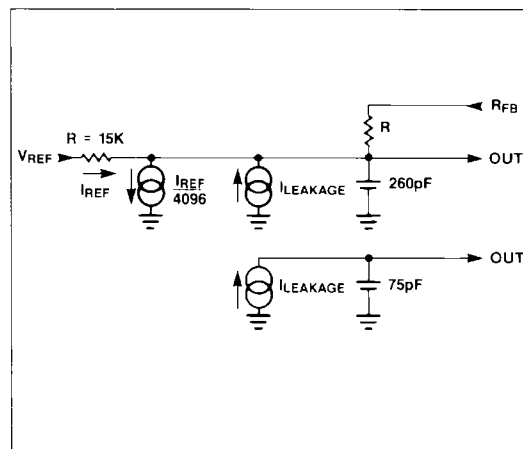 R_FB
R
R = 15K
V_REF
OUT
I_REF
I_REF
4096
I_LEAKAGE
260pF
OUT
I_LEAKAGE
75pF